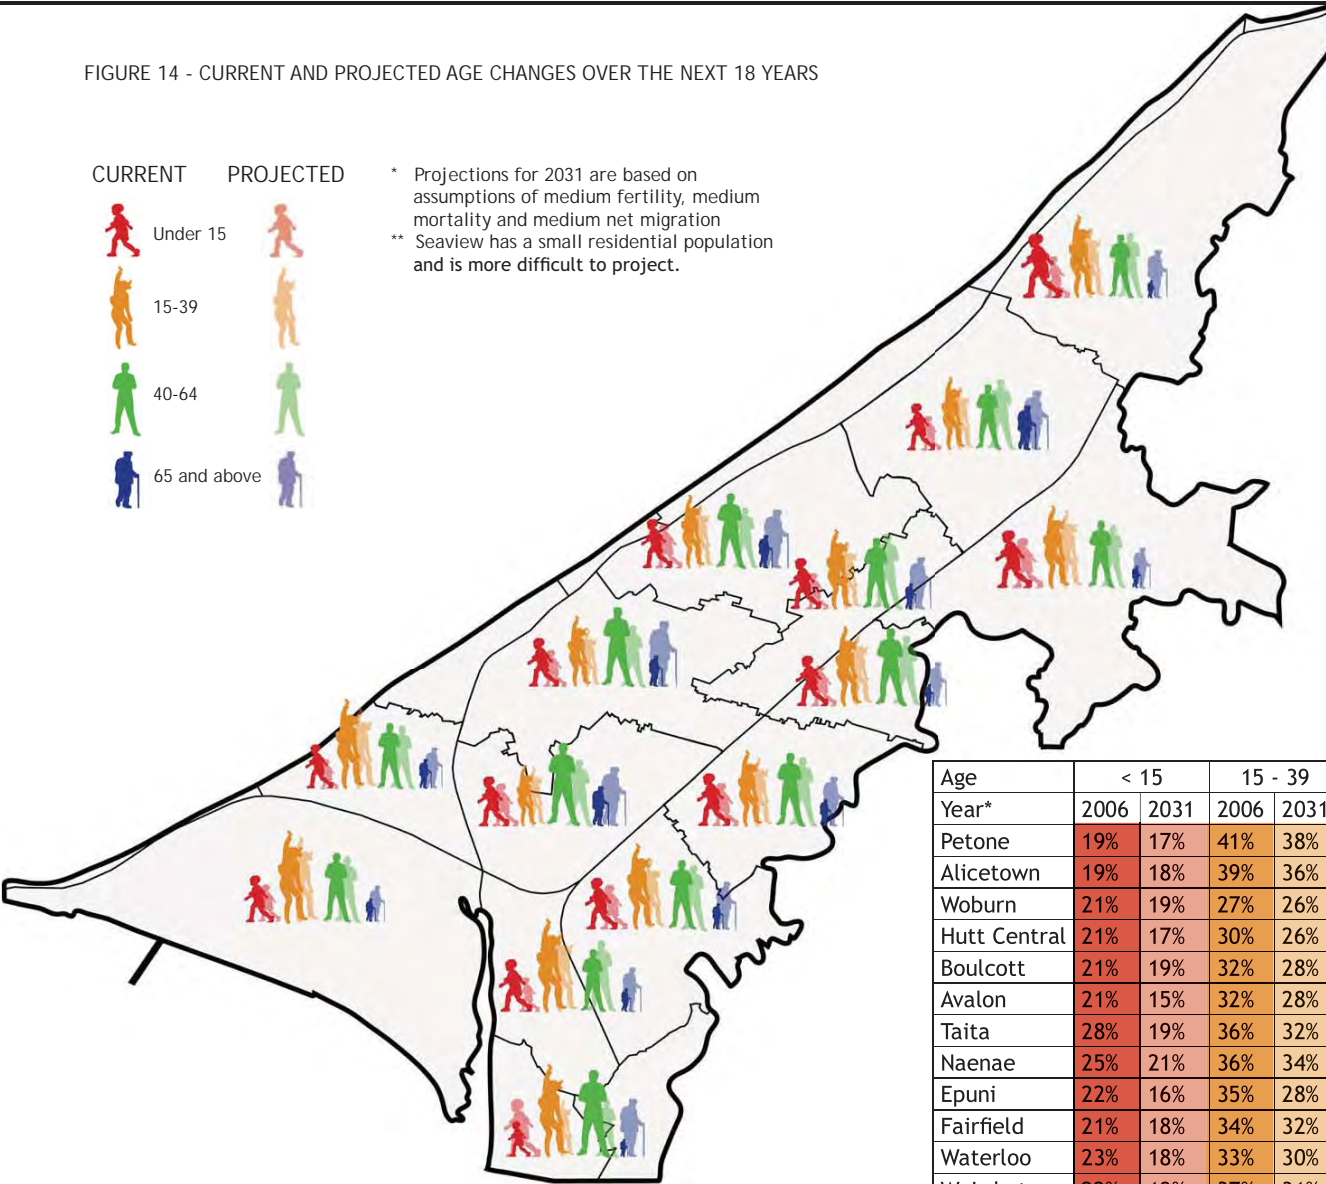 FIGURE 14 - CURRENT AND PROJECTED AGE CHANGES OVER THE NEXT 18 YEARS
CURRENT PROJECTED
Under 15
15-39
40-64
65 and above
* Projections for 2031 are based on
assumptions of medium fertility, medium
mortality and medium net migration
** Seaview has a small residential population
and is more difficult to project.
Age < 15 15 - 39
Year* 2006 2031 2006 2031
Petone 19% 17% 41% 38%
Alicetown 19% 18% 39% 36%
Woburn 21% 19% 27% 26%
Hutt Central 21% 17% 30% 26%
Boulcott 21% 19% 32% 28%
Avalon 21% 15% 32% 28%
Taita 28% 19% 36% 32%
Naenae 25% 21% 36% 34%
Epuni 22% 16% 35% 28%
Fairfield 21% 18% 34% 32%
Waterloo 23% 18% 33% 30%